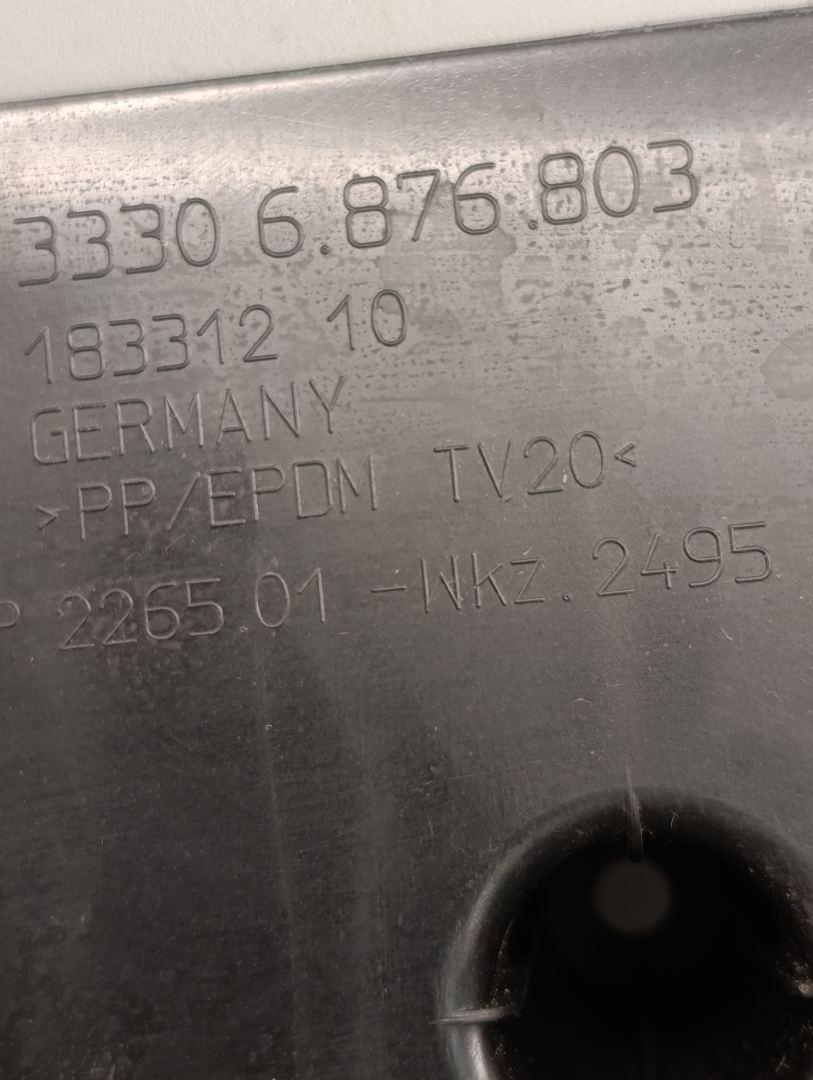 3330 6.876.803
183312 10
GERMANY
>PP/EPDM TV20<
P 2265.01 -Wkz. 2495